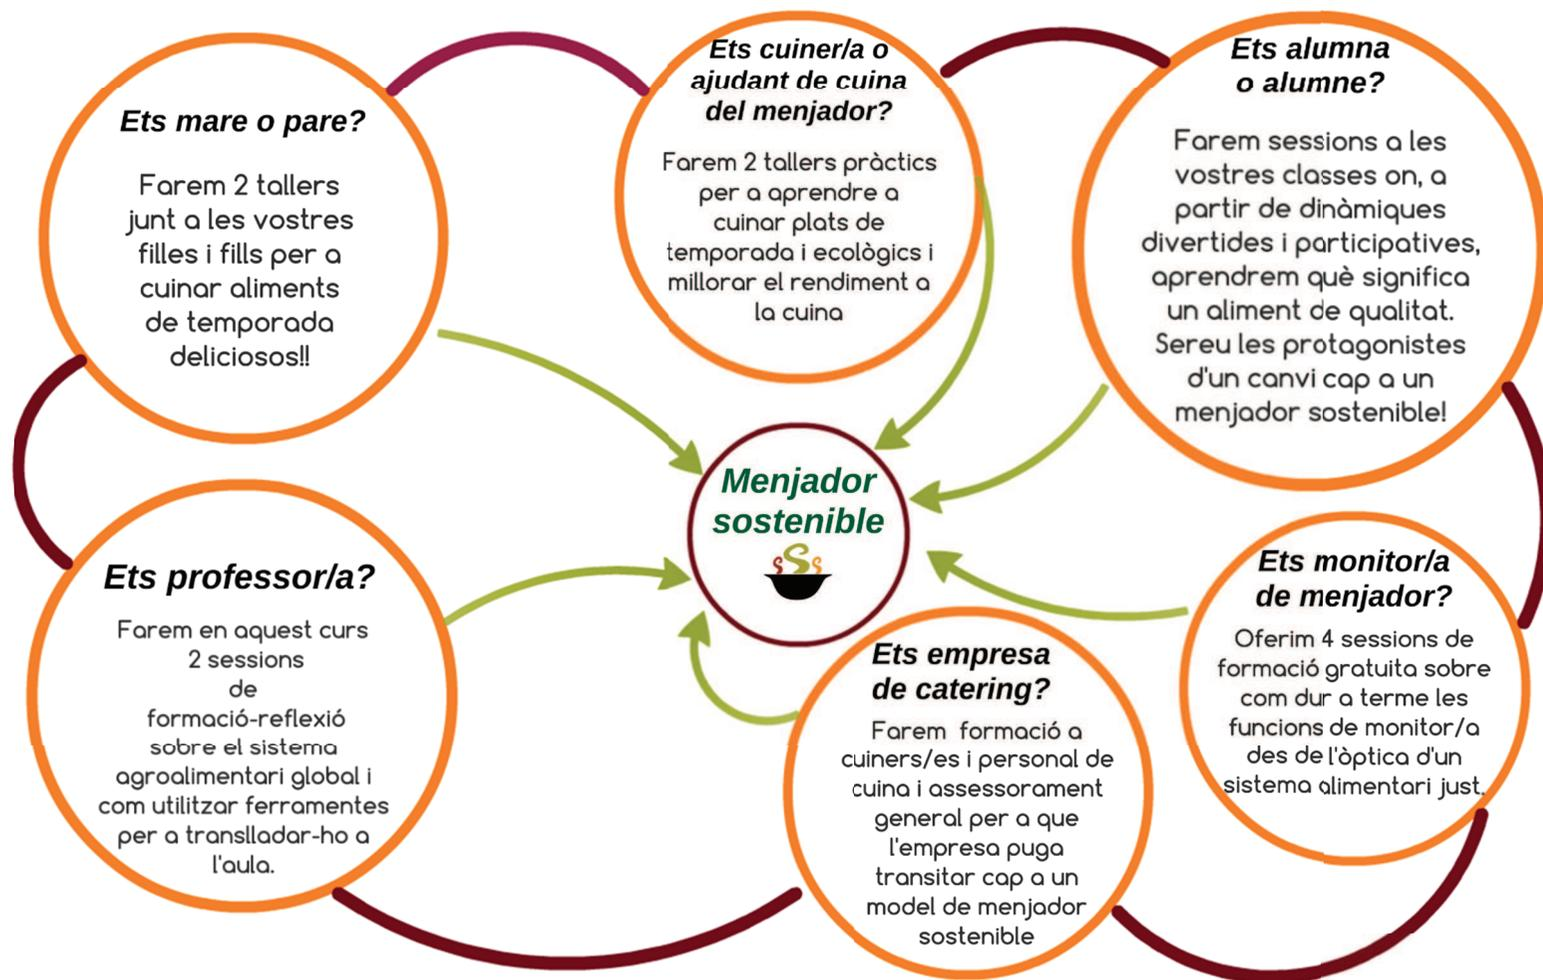 Ets mare o pare?
Farem 2 tallers
junt a les vostres
filles i fills per a
cuinar aliments
de temporada
deliciosos!!
Ets cuiner/a o
ajudant de cuina
del menjador?
Farem 2 tallers pràctics
per a aprendre a
cuinar plats de
temporada i ecològics i
millorar el rendiment a
la cuina
Ets alumna
o alumne?
Farem sessions a les
vostres classes on, a
partir de dinàmiques
divertides i participatives,
aprendrem què significa
un aliment de qualitat.
Sereu les protagonistes
d'un canvi cap a un
menjador sostenible!
Menjador
sostenible
Ets professor/a?
Farem en aquest curs
2 sessions
de
formació-reflexió
sobre el sistema
agroalimentari global i
com utilitzar ferramentes
per a translladar-ho a
l'aula.
Ets empresa
de catering?
Farem formació a
cuiners/es i personal de
cuina i assessorament
general per a que
l'empresa puga
transitar cap a un
model de menjador
sostenible
Ets monitor/a
de menjador?
Oferim 4 sessions de
formació gratuita sobre
com dur a terme les
funcions de monitor/a
des de l'òptica d'un
sistema alimentari just.